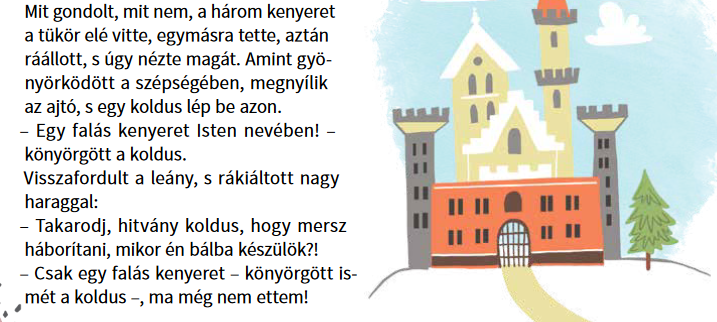 Mit gondolt, mit nem, a három kenyeret
a tükör elé vitte, egymásra tette, aztán
ráállott, s úgy nézte magát. Amint gyö-
nyörködött a szépségében, megnyílik
az ajtó, s egy koldus lép be azon.
– Egy falás kenyeret Isten nevében! –
könyörgött a koldus.
Visszafordult a leány, s rákiáltott nagy
haraggal:
– Takarodj, hitvány koldus, hogy mersz
háborítani, mikor én bálba készülök?!
– Csak egy falás kenyeret – könyörgött is-
mét a koldus –, ma még nem ettem!